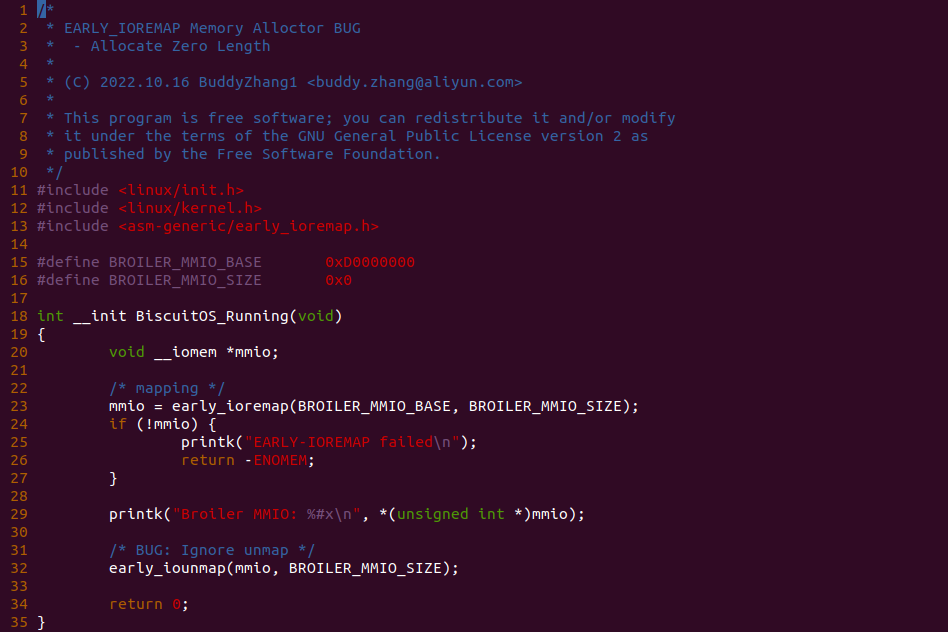 1 /*
2  * EARLY_IOREMAP Memory Alloctor BUG
3  *  - Allocate Zero Length
4  *
5  * (C) 2022.10.16 BuddyZhang1 <buddy.zhang@aliyun.com>
6  *
7  * This program is free software; you can redistribute it and/or modify
8  * it under the terms of the GNU General Public License version 2 as
9  * published by the Free Software Foundation.
10  */
11 #include <linux/init.h>
12 #include <linux/kernel.h>
13 #include <asm-generic/early_ioremap.h>
14
15 #define BROILER_MMIO_BASE       0xD0000000
16 #define BROILER_MMIO_SIZE       0x0
17
18 int __init BiscuitOS_Running(void)
19 {
20         void __iomem *mmio;
21
22         /* mapping */
23         mmio = early_ioremap(BROILER_MMIO_BASE, BROILER_MMIO_SIZE);
24         if (!mmio) {
25                 printk("EARLY-IOREMAP failed\n");
26                 return -ENOMEM;
27         }
28
29         printk("Broiler MMIO: %#x\n", *(unsigned int *)mmio);
30
31         /* BUG: Ignore unmap */
32         early_iounmap(mmio, BROILER_MMIO_SIZE);
33
34         return 0;
35 }